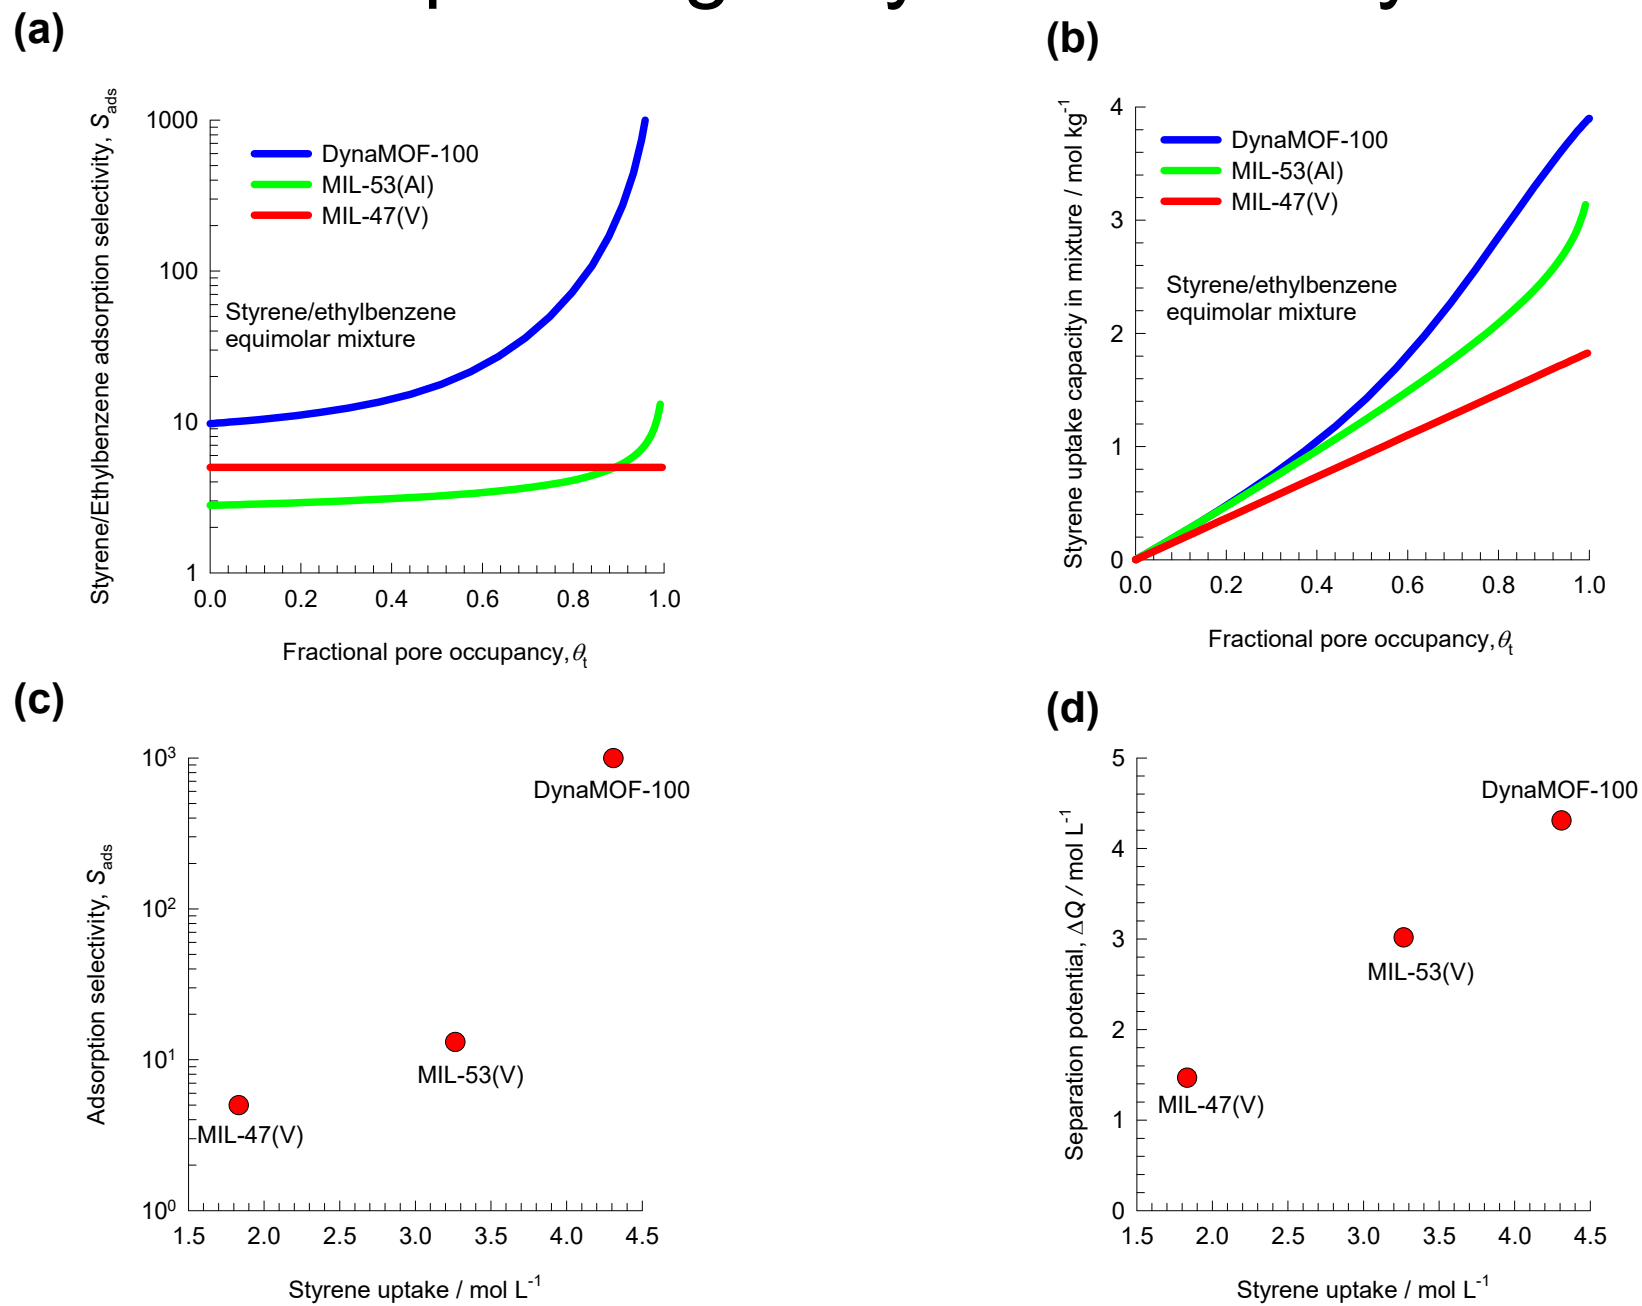 (a)
Styrene/Ethylbenzene adsorption selectivity, S_ads
1000
100
10
1
DynaMOF-100
MIL-53(Al)
MIL-47(V)
Styrene/ethylbenzene
equimolar mixture
0.0 0.2 0.4 0.6 0.8 1.0
Fractional pore occupancy, θ_t
(b)
Styrene uptake capacity in mixture / mol kg⁻¹
4
3
2
1
0
DynaMOF-100
MIL-53(Al)
MIL-47(V)
Styrene/ethylbenzene
equimolar mixture
0.0 0.2 0.4 0.6 0.8 1.0
Fractional pore occupancy, θ_t
(c)
Adsorption selectivity, S_ads
10³
10²
10¹
10⁰
DynaMOF-100
MIL-53(V)
MIL-47(V)
1.5 2.0 2.5 3.0 3.5 4.0 4.5
Styrene uptake / mol L⁻¹
(d)
Separation potential, ΔQ / mol L⁻¹
5
4
3
2
1
0
DynaMOF-100
MIL-53(V)
MIL-47(V)
1.5 2.0 2.5 3.0 3.5 4.0 4.5
Styrene uptake / mol L⁻¹